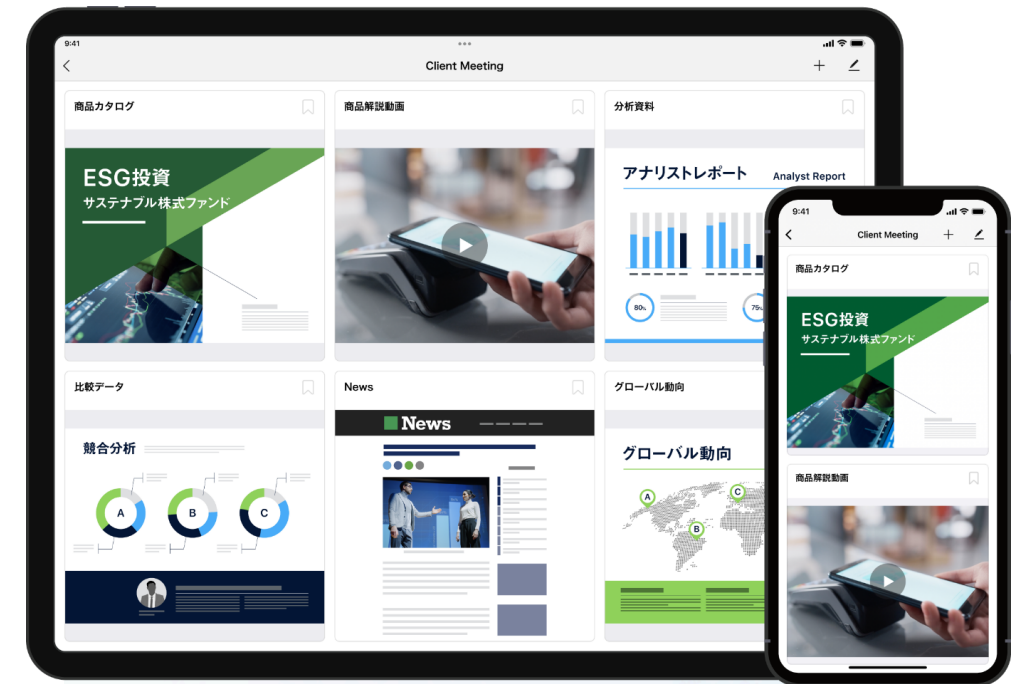 9:41
Client Meeting
商品カタログ
ESG投資
サステナブル株式ファンド
商品解説動画
分析資料
アナリストレポート Analyst Report
80%
75%
比較データ
競合分析
A B C
News
News
グローバル動向
グローバル動向
A
B
C
9:41
Client Meeting
商品カタログ
ESG投資
サステナブル株式ファンド
商品解説動画